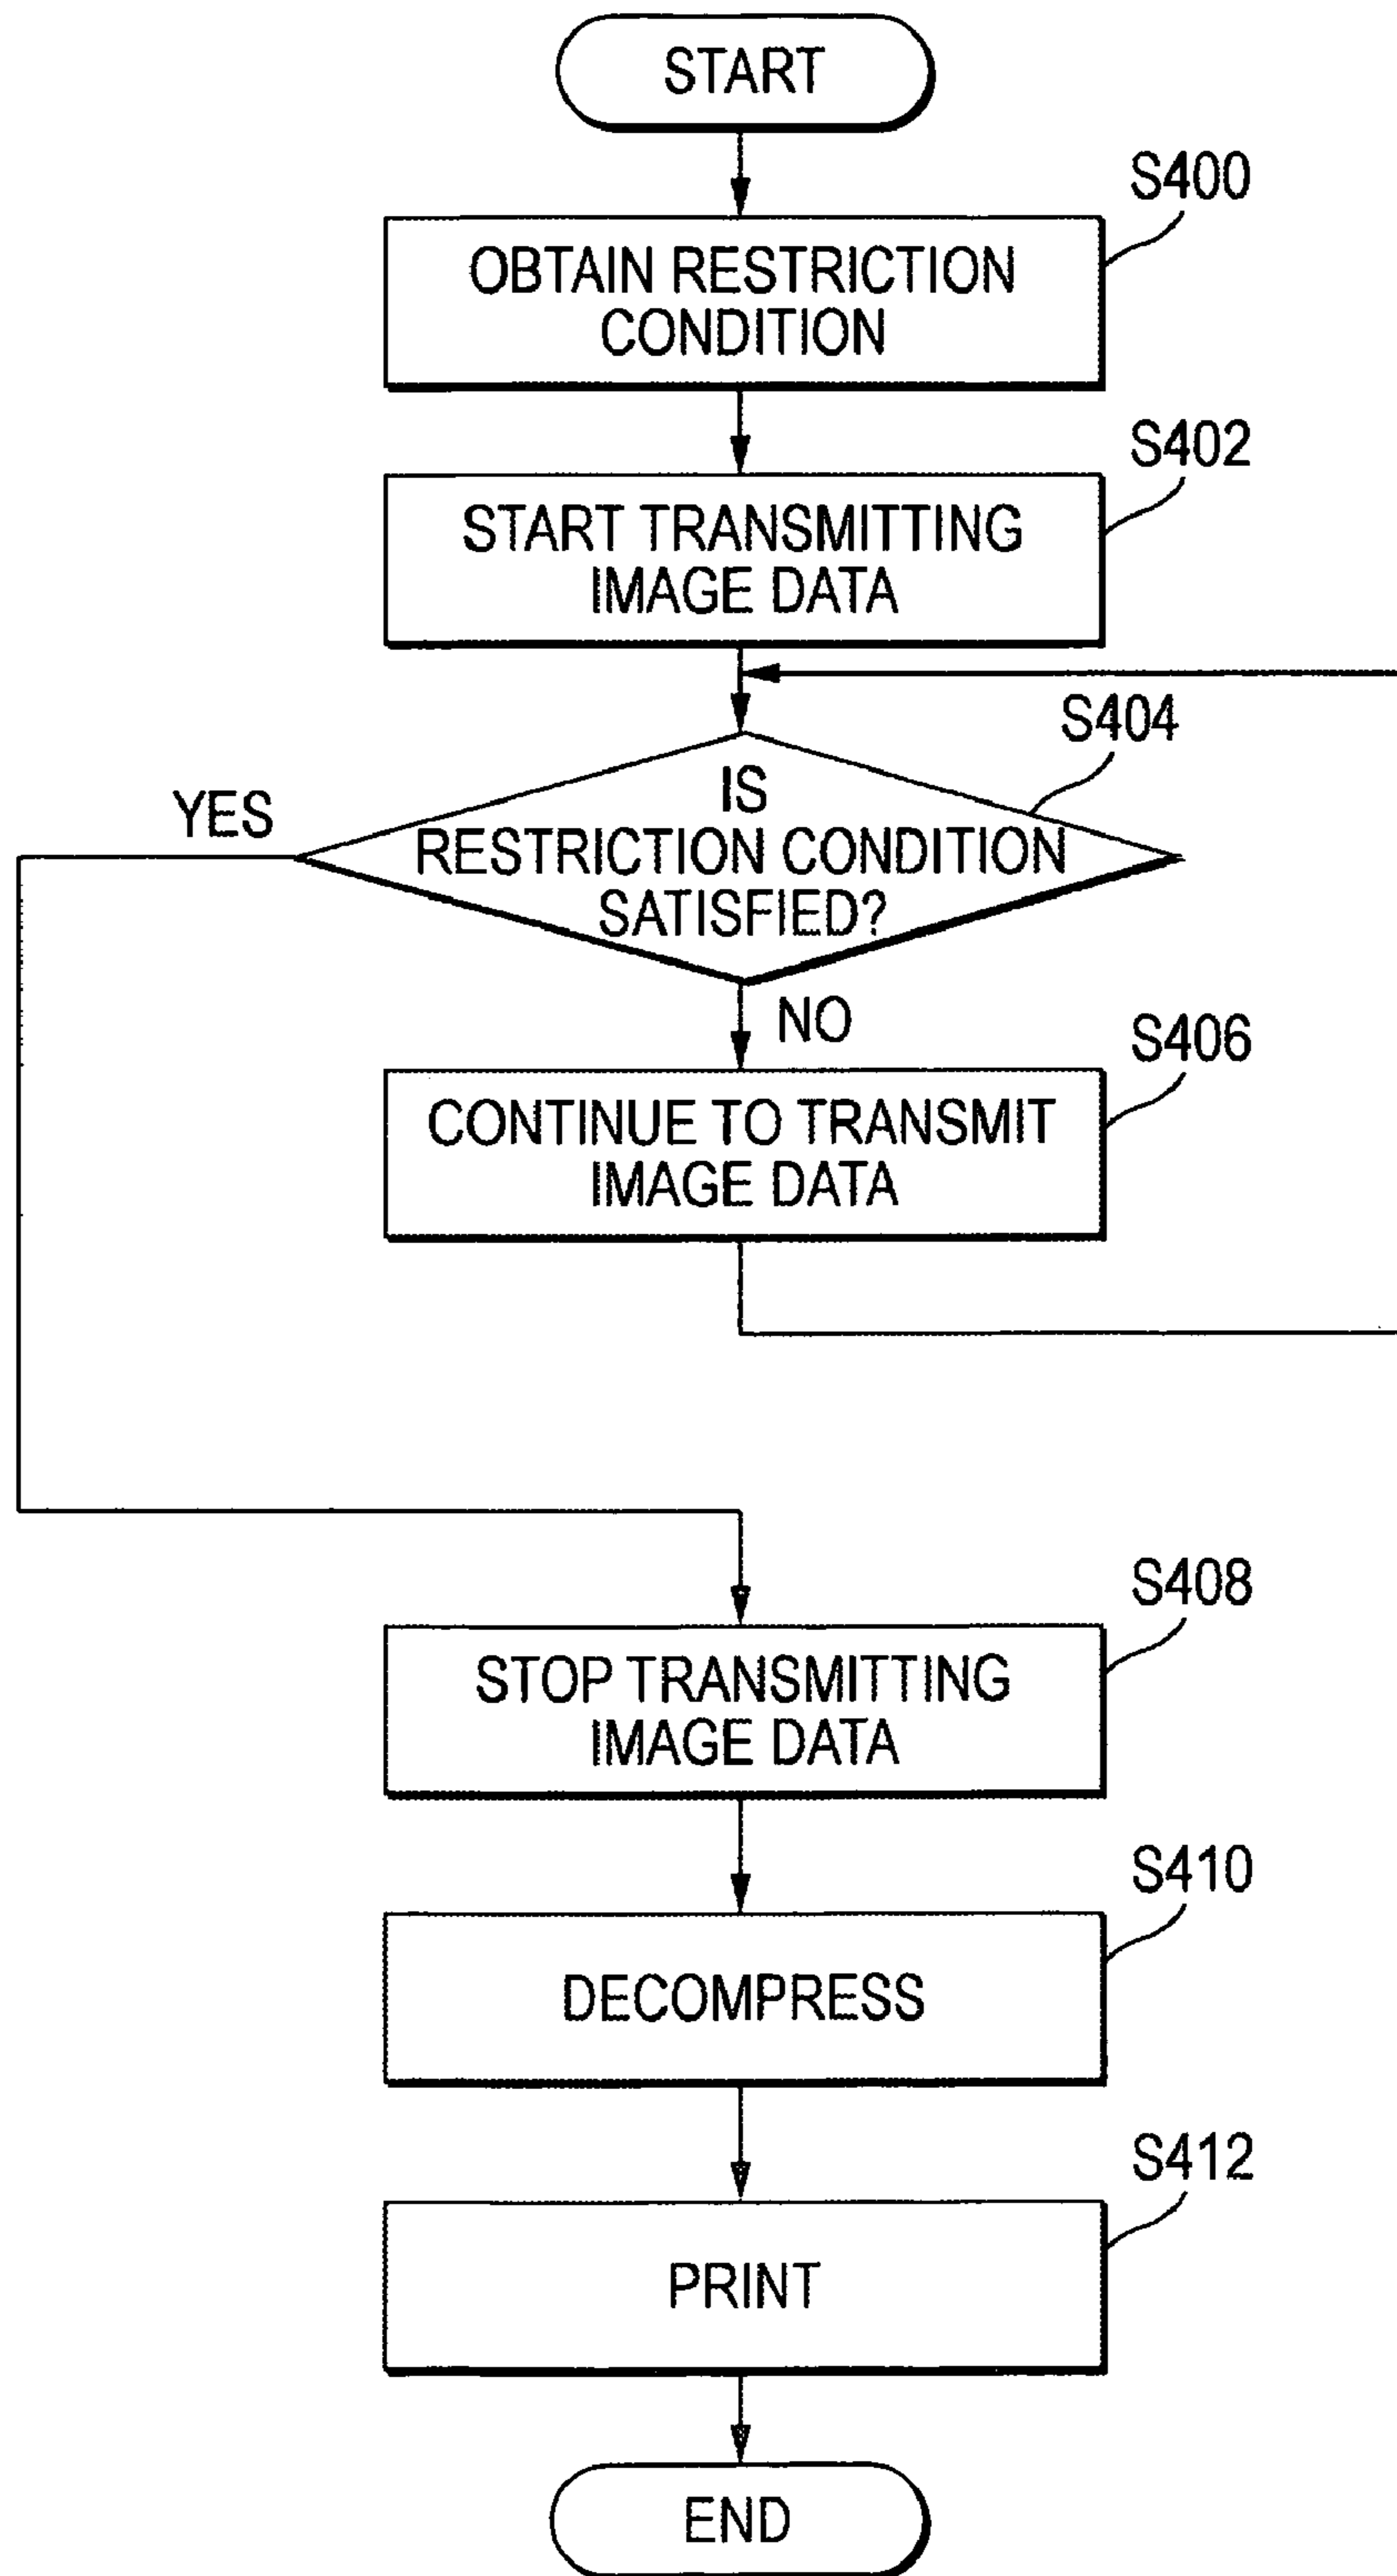 START
S400
OBTAIN RESTRICTION
CONDITION
S402
START TRANSMITTING
IMAGE DATA
S404
YES
IS
RESTRICTION CONDITION
SATISFIED?
NO
S406
CONTINUE TO TRANSMIT
IMAGE DATA
S408
STOP TRANSMITTING
IMAGE DATA
S410
DECOMPRESS
S412
PRINT
END